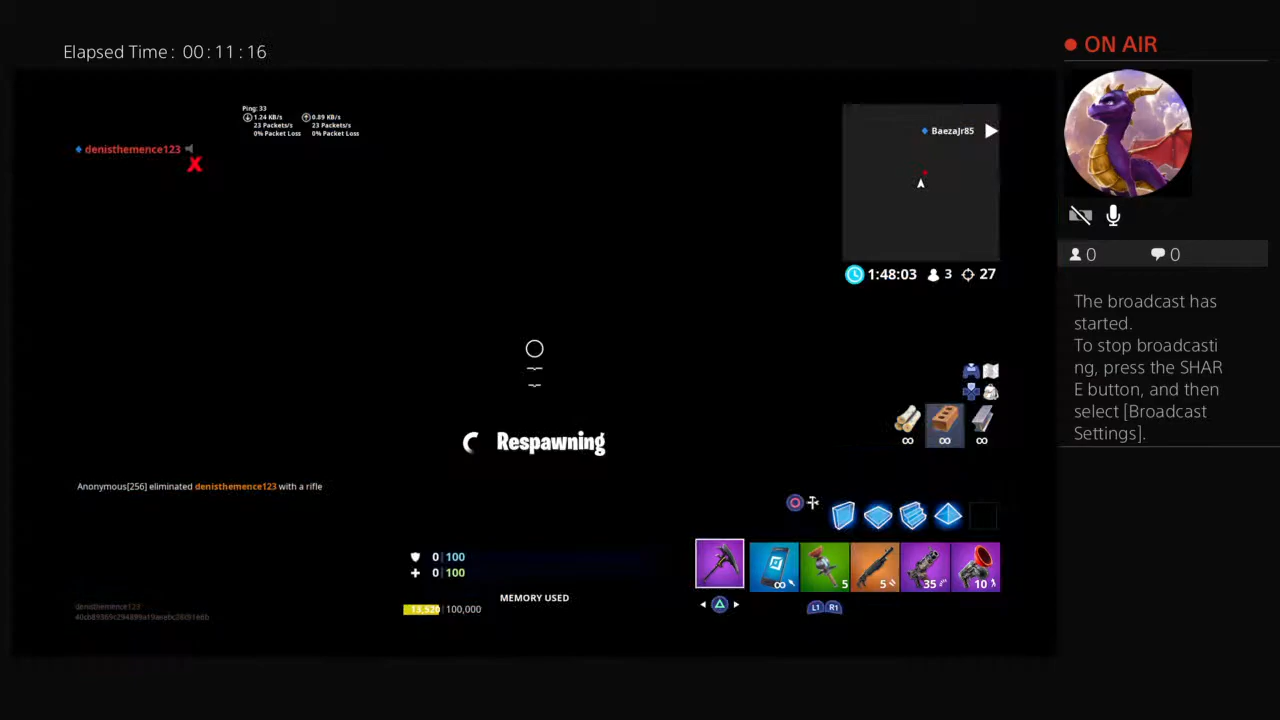 Elapsed Time: 00:11:16
ON AIR
Ping: 33
1.24 KB/s 0.89 KB/s
23 Packets/s 23 Packets/s
0% Packet Loss 0% Packet Loss
denisthemence123
X
BaezaJr85
1:48:03 3 27
0 0
The broadcast has
started.
To stop broadcasti
ng, press the SHAR
E button, and then
select [Broadcast
Settings].
∞ ∞ ∞
Respawning
Anonymous[256] eliminated denisthemence123 with a rifle
0 100
0 100
∞ 5 5 35 10
MEMORY USED
13,520 100,000
L1 R1
denisthemence123